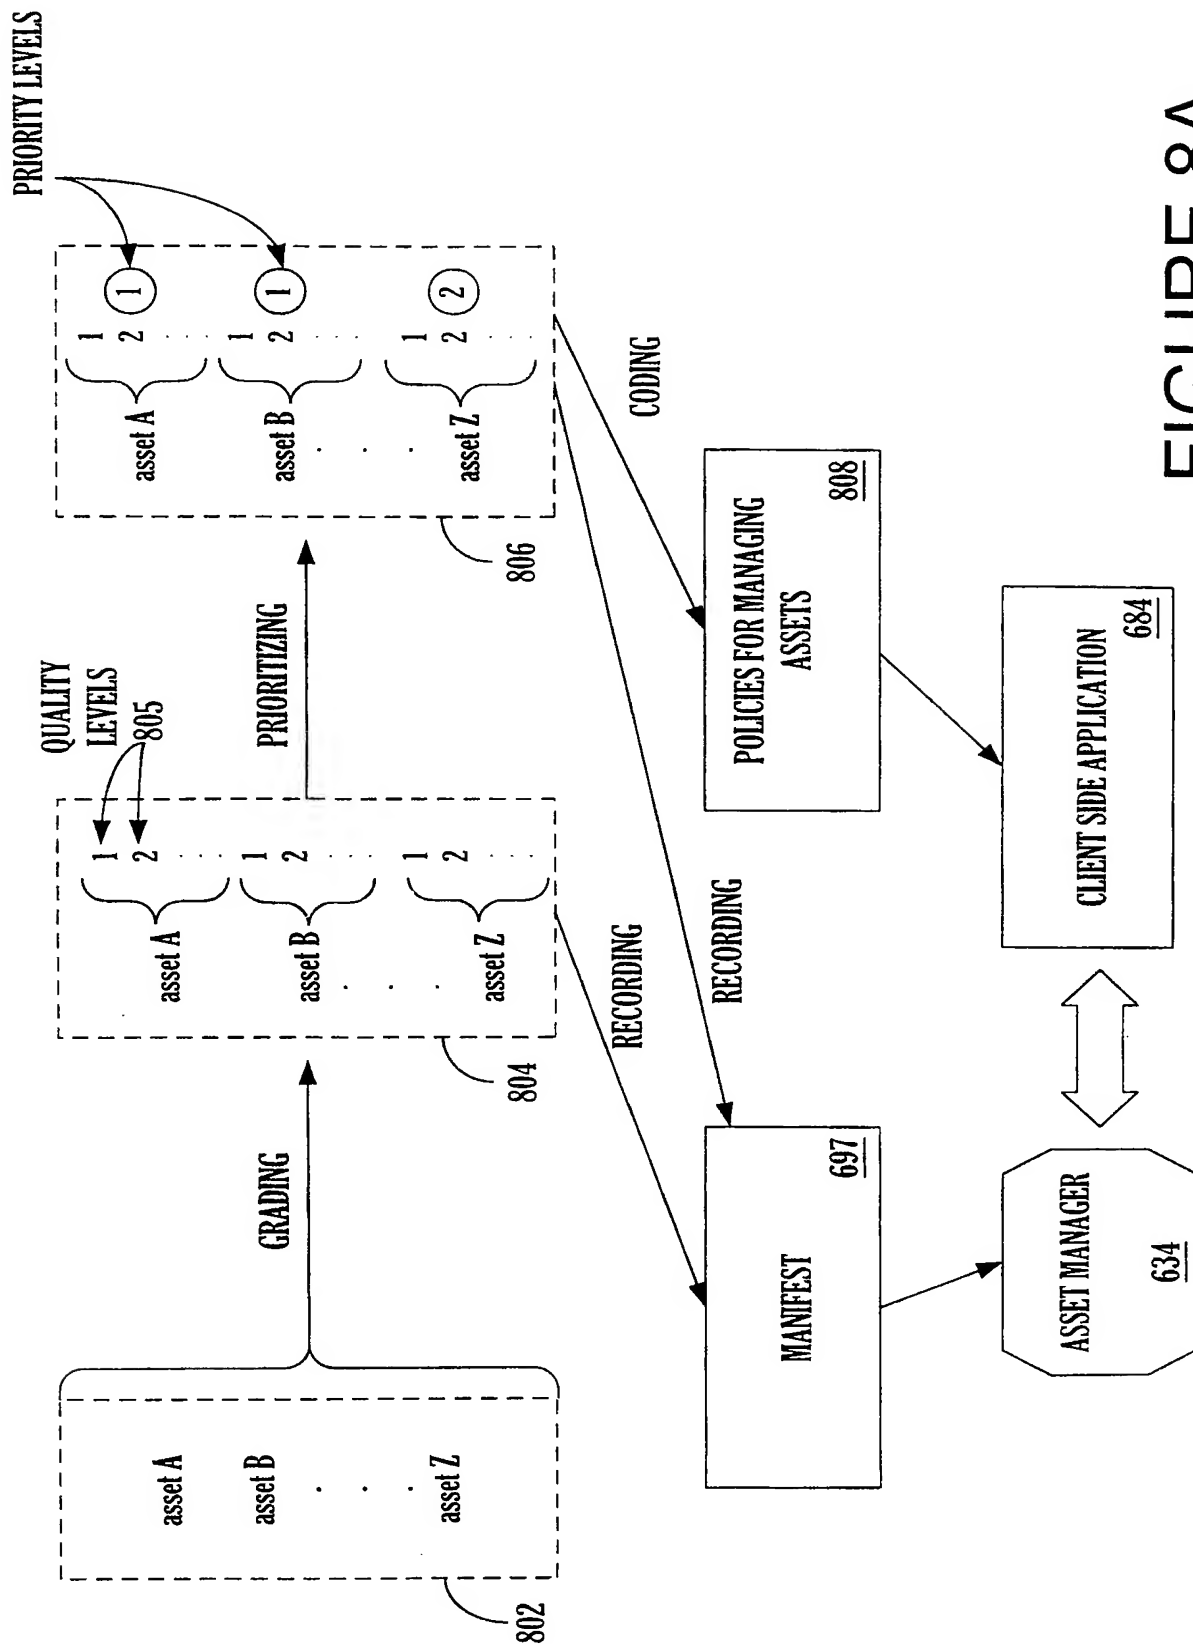 PRIORITY LEVELS
QUALITY
LEVELS
805
asset A
asset B
. . .
asset Z
802
GRADING
asset A
1
2
. . .
asset B
1
2
. . .
. . .
asset Z
1
2
. . .
804
PRIORITIZING
asset A
1
2
. . .
1
asset B
1
2
. . .
1
. . .
asset Z
1
2
. . .
2
806
RECORDING
RECORDING
CODING
MANIFEST
697
POLICIES FOR MANAGING
ASSETS
808
ASSET MANAGER
634
CLIENT SIDE APPLICATION
684
FIGURE 8A